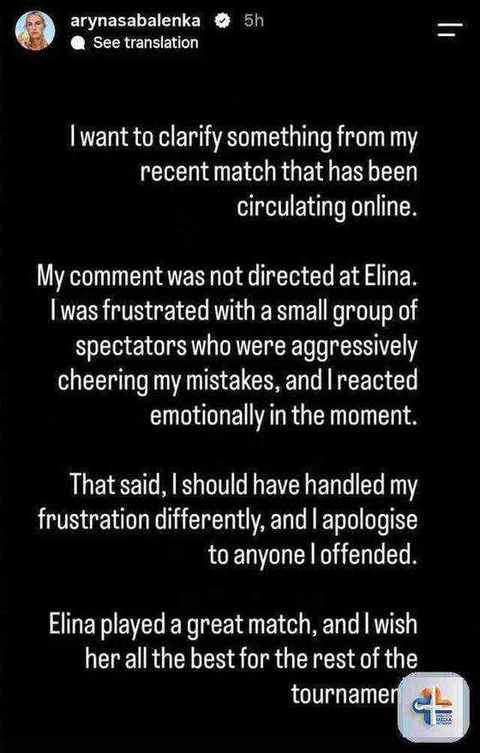 arynasabalenka 5h
See translation
I want to clarify something from my
recent match that has been
circulating online.
My comment was not directed at Elina.
I was frustrated with a small group of
spectators who were aggressively
cheering my mistakes, and I reacted
emotionally in the moment.
That said, I should have handled my
frustration differently, and I apologise
to anyone I offended.
Elina played a great match, and I wish
her all the best for the rest of the